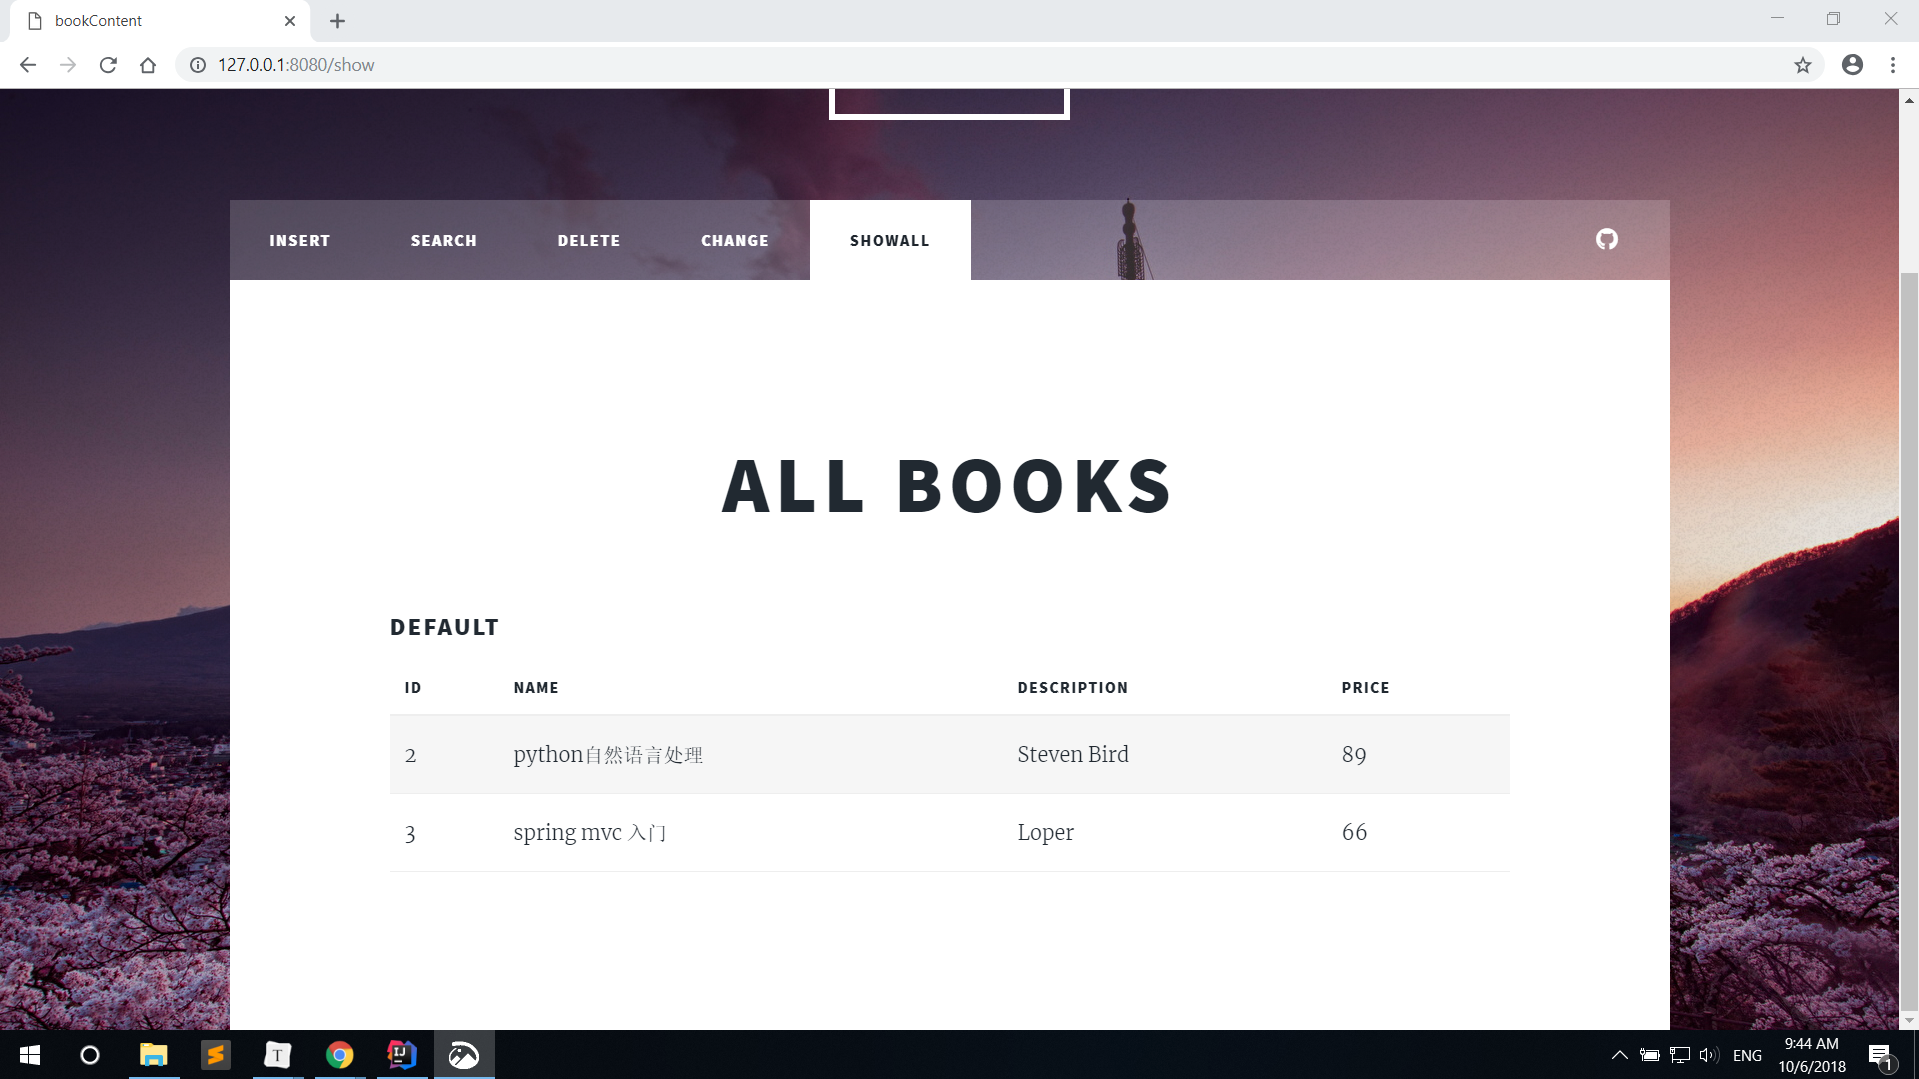 bookContent
127.0.0.1:8080/show
INSERT SEARCH DELETE CHANGE SHOWALL
ALL BOOKS
DEFAULT
ID NAME DESCRIPTION PRICE
2 python自然语言处理 Steven Bird 89
3 spring mvc 入门 Loper 66
T IJ ENG 9:44 AM
10/6/2018 1